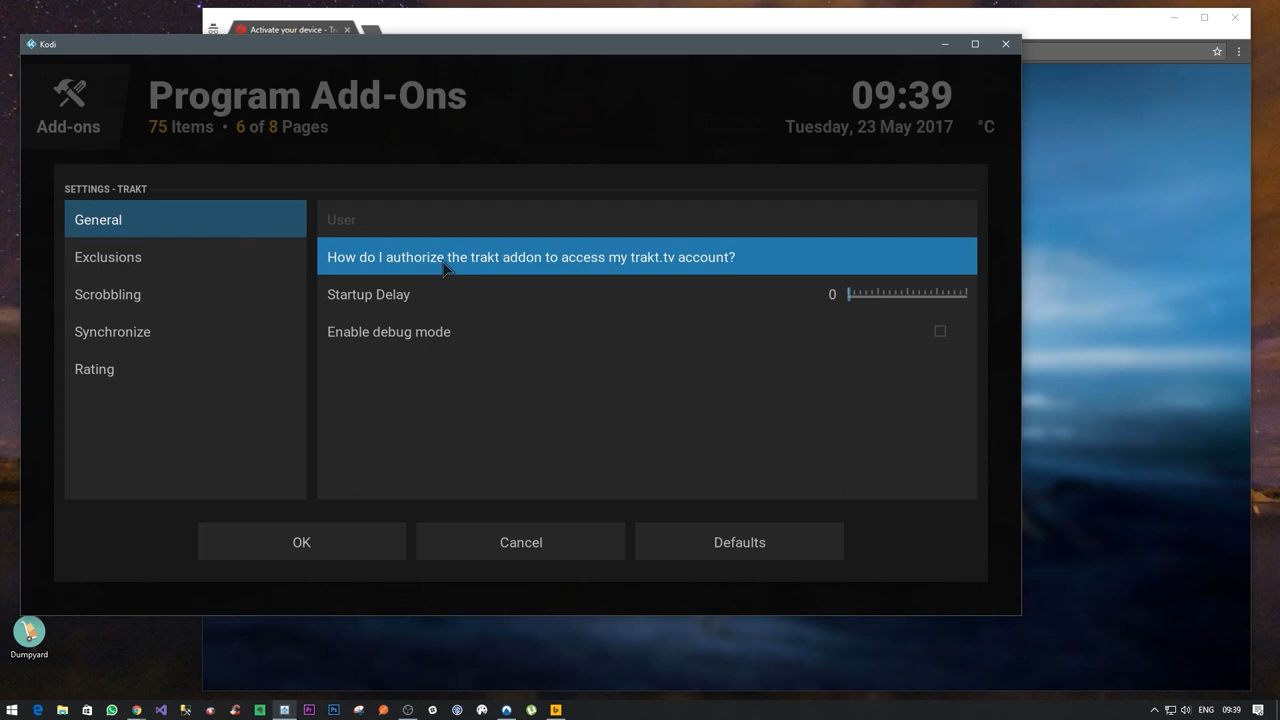 Activate your device - Tr
Kodi
Add-ons
Program Add-Ons
75 Items • 6 of 8 Pages
09:39
Tuesday, 23 May 2017 °C
SETTINGS - TRAKT
General
Exclusions
Scrobbling
Synchronize
Rating
User
How do I authorize the trakt addon to access my trakt.tv account?
Startup Delay 0
Enable debug mode
OK
Cancel
Defaults
Dumpyard
ENG 09:39